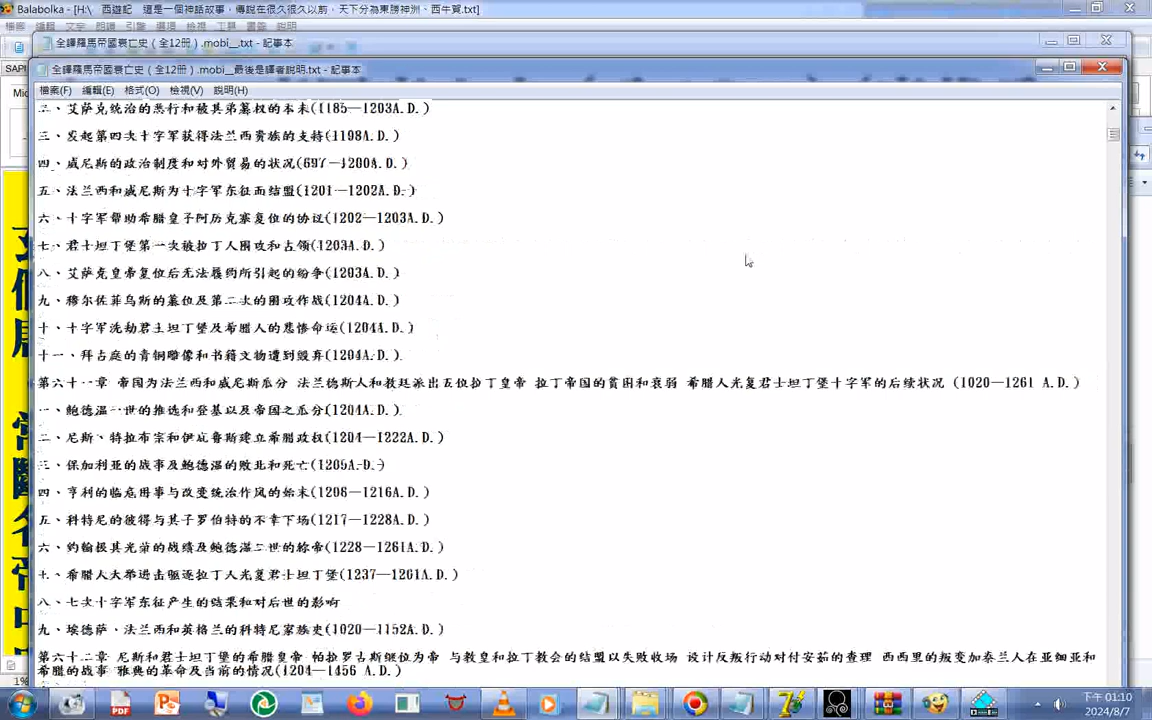 Balabolka - [H:\ 西遊記 這是一個神話故事，傳說在很久很久以前，天下分為東勝神洲、西牛賀.txt]
檔案 編輯 文字 朗讀 引擎 選項 檢視 工具 圖書 說明
全譯羅馬帝國衰亡史（全12冊）.mobi__.txt - 記事本
全譯羅馬帝國衰亡史（全12冊）.mobi__最後是譯者說明.txt - 記事本
SAPI
檔案(F) 編輯(E) 格式(O) 檢視(V) 說明(H)
二、艾萨克统治的恶行和被其弟篡权的本末(1185—1203A.D.)
三、发起第四次十字军获得法兰西贵族的支持(1198A.D.)
四、威尼斯的政治制度和对外贸易的状况(697—1200A.D.)
五、法兰西和威尼斯为十字军东征而结盟(1201—1202A.D.)
六、十字军帮助希腊皇子阿历克塞复位的协议(1202—1203A.D.)
七、君士坦丁堡第一次被拉丁人围攻和占领(1203A.D.)
八、艾萨克皇帝复位后无法履约所引起的纷争(1203A.D.)
九、穆尔佐菲乌斯的篡位及第二次的围攻作战(1204A.D.)
十、十字军洗劫君士坦丁堡及希腊人的悲惨命运(1204A.D.)
十一、拜占庭的青铜雕像和书籍文物遭到毁弃(1204A.D.)
第六十一章 帝国为法兰西和威尼斯瓜分 法兰德斯人和教廷派出五位拉丁皇帝 拉丁帝国的贫困和衰弱 希腊人光复君士坦丁堡十字军的后续状况 (1020—1261 A.D.)
一、鲍德温一世的推选和登基以及帝国之瓜分(1204A.D.)
二、尼斯、特拉布宗和伊庇鲁斯建立希腊政权(1204—1222A.D.)
三、保加利亚的战事及鲍德温的败北和死亡(1205A.D.)
四、亨利的临危用事与改变统治作风的始末(1206—1216A.D.)
五、科特尼的彼得与其子罗伯特的不幸下场(1217—1228A.D.)
六、约翰极其光荣的战绩及鲍德温二世的称帝(1228—1261A.D.)
七、希腊人大举进击驱逐拉丁人光复君士坦丁堡(1237—1261A.D.)
八、七次十字军东征产生的结果和对后世的影响
九、埃德萨、法兰西和英格兰的科特尼家族史(1020—1152A.D.)
第六十二章 尼斯和君士坦丁堡的希腊皇帝 帕拉罗古斯继位为帝 与教皇和拉丁教会的结盟以失败收场 设计反叛行动对付安茹的查理 西西里的叛变加泰兰人在亚细亚和
希腊的战事 雅典的革命及当前的情况(1204—1456 A.D.)
1%
下午 01:10
2024/8/7